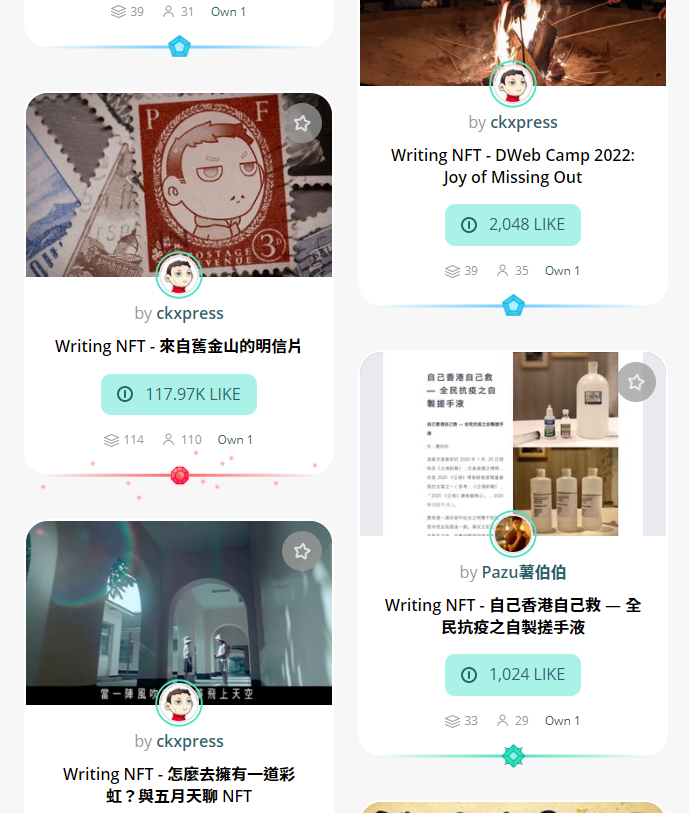 39 31 Own 1
P F
3
POSTAGE
by ckxpress
Writing NFT - 來自舊金山的明信片
117.97K LIKE
114 110 Own 1
當一陣風吹
飛上天空
by ckxpress
Writing NFT - 怎麼去擁有一道彩
虹？與五月天聊 NFT
by ckxpress
Writing NFT - DWeb Camp 2022:
Joy of Missing Out
2,048 LIKE
39 35 Own 1
自己香港自己救
— 全民抗疫之自
製搓手液
by Pazu薯伯伯
Writing NFT - 自己香港自己救 — 全
民抗疫之自製搓手液
1,024 LIKE
33 29 Own 1